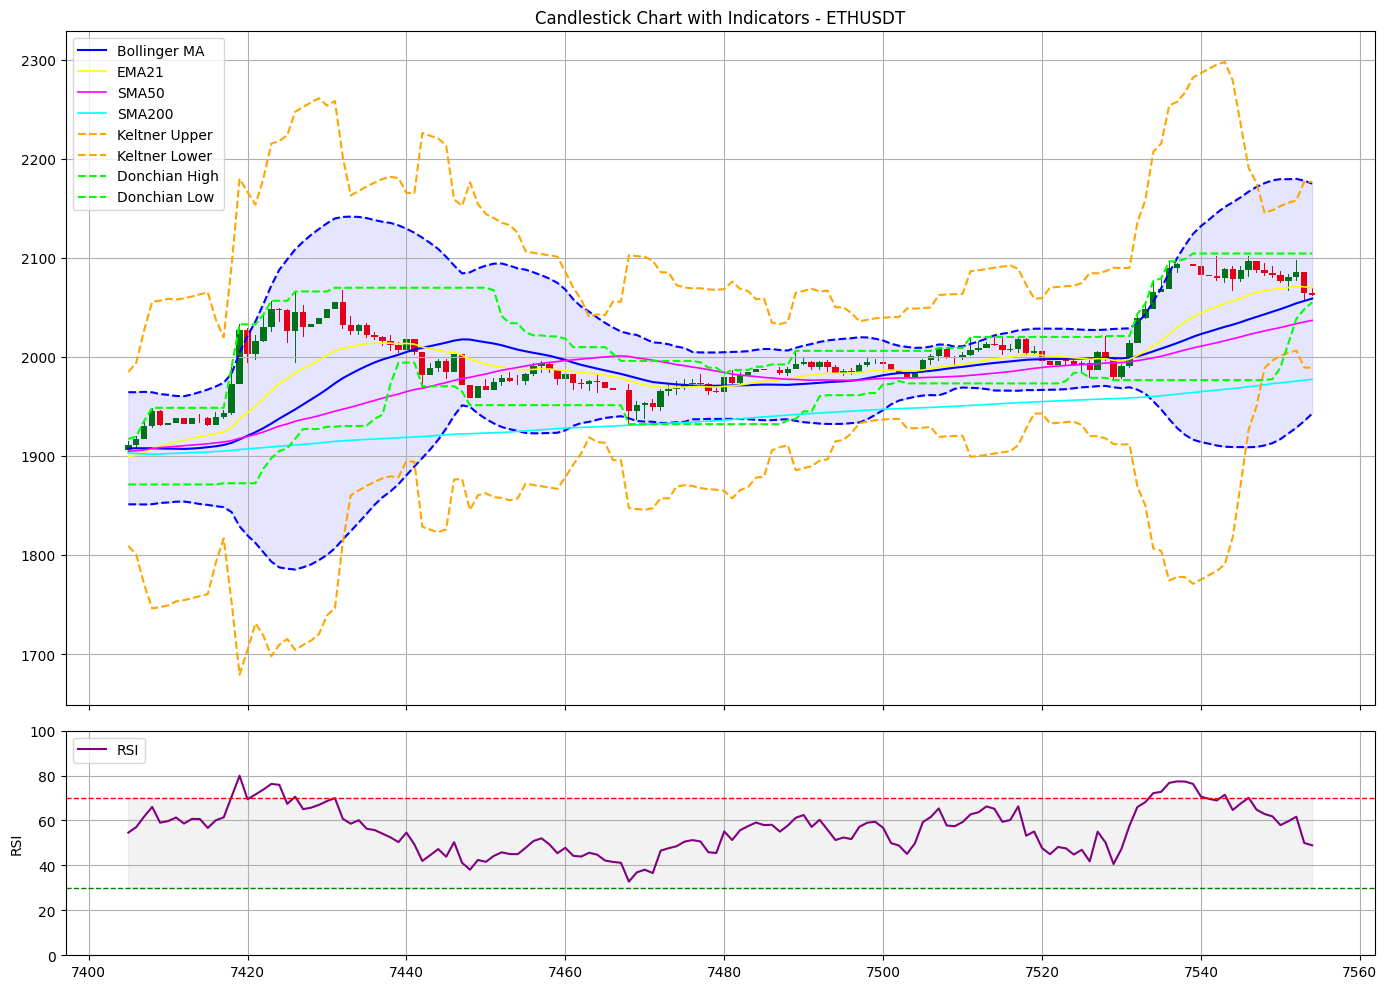 Candlestick Chart with Indicators - ETHUSDT
Bollinger MA
EMA21
SMA50
SMA200
Keltner Upper
Keltner Lower
Donchian High
Donchian Low
2300
2200
2100
2000
1900
1800
1700
RSI
100
80
60
40
20
0
RSI
7400
7420
7440
7460
7480
7500
7520
7540
7560